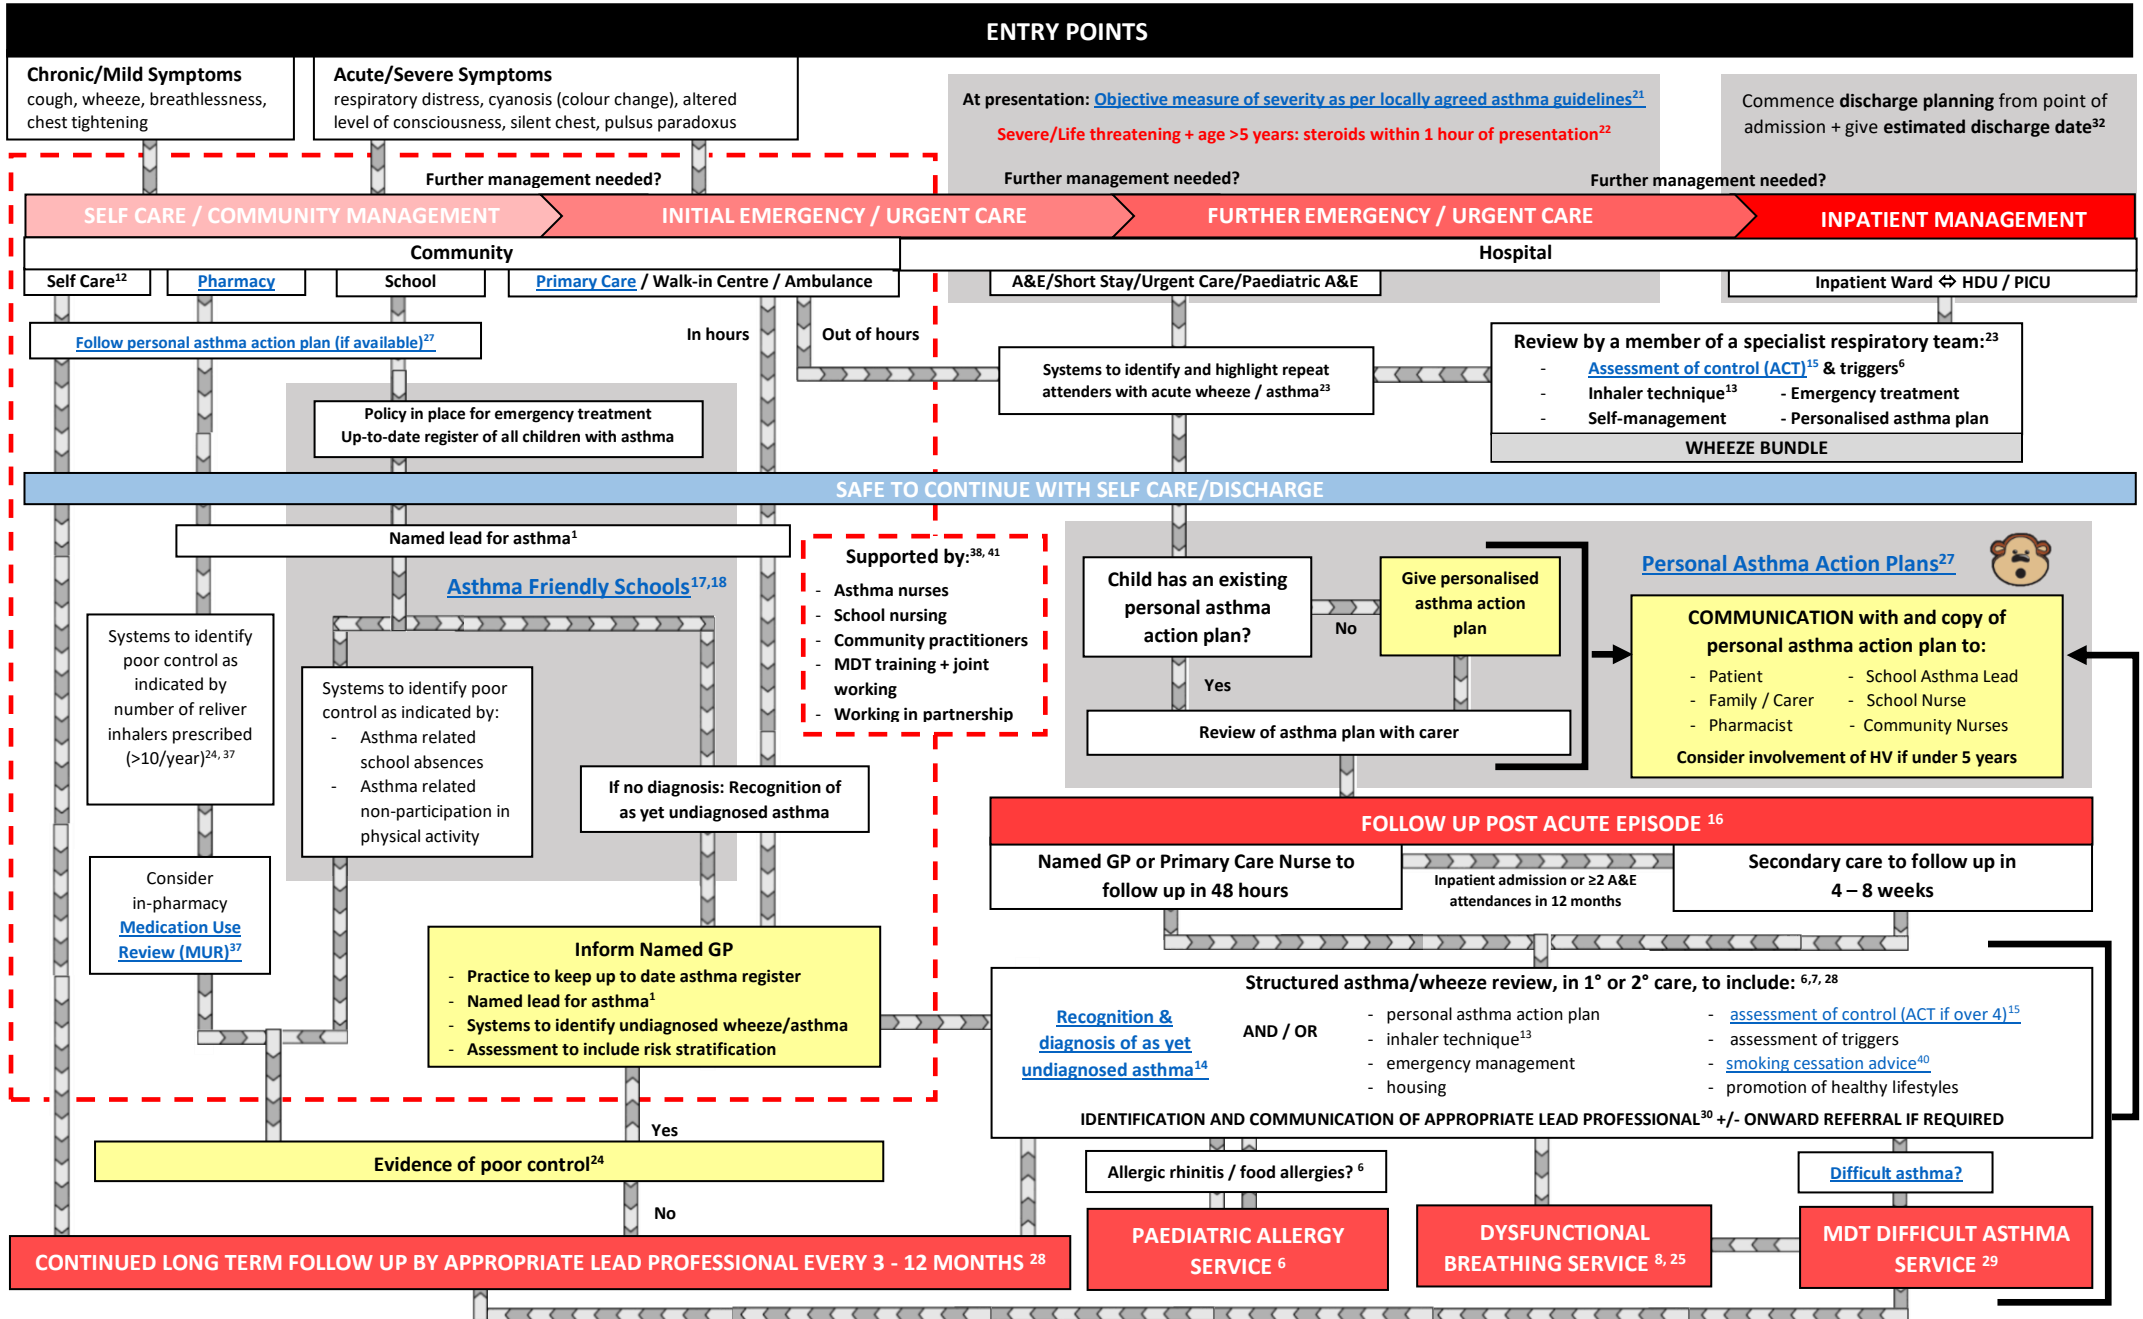 ENTRY POINTS
Chronic/Mild Symptoms
cough, wheeze, breathlessness,
chest tightening
Acute/Severe Symptoms
respiratory distress, cyanosis (colour change), altered
level of consciousness, silent chest, pulsus paradoxus
At presentation: Objective measure of severity as per locally agreed asthma guidelines21
Severe/Life threatening + age >5 years: steroids within 1 hour of presentation22
Commence discharge planning from point of
admission + give estimated discharge date32
Further management needed?
Further management needed?
Further management needed?
SELF CARE / COMMUNITY MANAGEMENT
INITIAL EMERGENCY / URGENT CARE
FURTHER EMERGENCY / URGENT CARE
INPATIENT MANAGEMENT
Community
Hospital
Self Care12
Pharmacy
School
Primary Care / Walk-in Centre / Ambulance
A&E/Short Stay/Urgent Care/Paediatric A&E
Inpatient Ward ⇔ HDU / PICU
Follow personal asthma action plan (if available)27
In hours
Out of hours
Systems to identify and highlight repeat
attenders with acute wheeze / asthma23
Review by a member of a specialist respiratory team:23
- Assessment of control (ACT)15 & triggers6
- Inhaler technique13 - Emergency treatment
- Self-management - Personalised asthma plan
WHEEZE BUNDLE
Policy in place for emergency treatment
Up-to-date register of all children with asthma
SAFE TO CONTINUE WITH SELF CARE/DISCHARGE
Named lead for asthma1
Asthma Friendly Schools17,18
Supported by:38, 41
- Asthma nurses
- School nursing
- Community practitioners
- MDT training + joint
working
- Working in partnership
Child has an existing
personal asthma
action plan?
No
Yes
Give personalised
asthma action
plan
Review of asthma plan with carer
Personal Asthma Action Plans27
COMMUNICATION with and copy of
personal asthma action plan to:
- Patient - School Asthma Lead
- Family / Carer - School Nurse
- Pharmacist - Community Nurses
Consider involvement of HV if under 5 years
Systems to identify
poor control as
indicated by
number of reliver
inhalers prescribed
(>10/year)24, 37
Systems to identify poor
control as indicated by:
- Asthma related
school absences
- Asthma related
non-participation in
physical activity
If no diagnosis: Recognition of
as yet undiagnosed asthma
Consider
in-pharmacy
Medication Use
Review (MUR)37
FOLLOW UP POST ACUTE EPISODE 16
Named GP or Primary Care Nurse to
follow up in 48 hours
Inpatient admission or ≥2 A&E
attendances in 12 months
Secondary care to follow up in
4 – 8 weeks
Inform Named GP
- Practice to keep up to date asthma register
- Named lead for asthma1
- Systems to identify undiagnosed wheeze/asthma
- Assessment to include risk stratification
Structured asthma/wheeze review, in 1° or 2° care, to include: 6,7, 28
Recognition &
diagnosis of as yet
undiagnosed asthma14
AND / OR
- personal asthma action plan
- inhaler technique13
- emergency management
- housing
- assessment of control (ACT if over 4)15
- assessment of triggers
- smoking cessation advice40
- promotion of healthy lifestyles
IDENTIFICATION AND COMMUNICATION OF APPROPRIATE LEAD PROFESSIONAL30 +/- ONWARD REFERRAL IF REQUIRED
Yes
Evidence of poor control24
No
Allergic rhinitis / food allergies? 6
Difficult asthma?
CONTINUED LONG TERM FOLLOW UP BY APPROPRIATE LEAD PROFESSIONAL EVERY 3 - 12 MONTHS 28
PAEDIATRIC ALLERGY
SERVICE 6
DYSFUNCTIONAL
BREATHING SERVICE 8, 25
MDT DIFFICULT ASTHMA
SERVICE 29